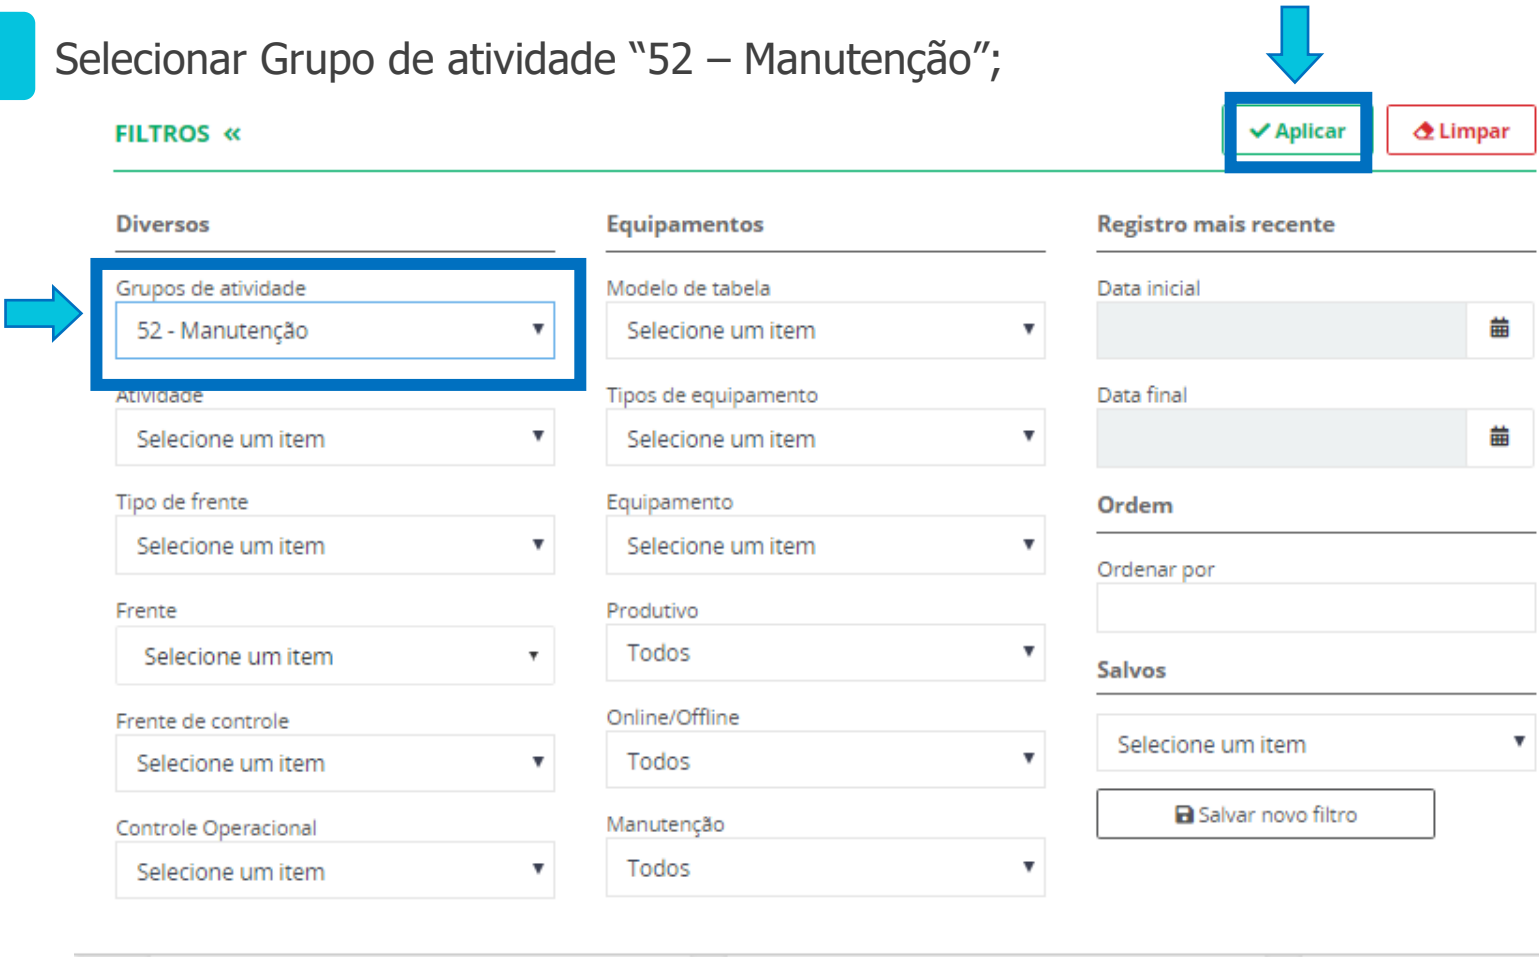 Selecionar Grupo de atividade “52 – Manutenção”;
FILTROS «
Aplicar
Limpar
Diversos
Grupos de atividade
52 - Manutenção
Atividade
Selecione um item
Tipo de frente
Selecione um item
Frente
Selecione um item
Frente de controle
Selecione um item
Controle Operacional
Selecione um item
Equipamentos
Modelo de tabela
Selecione um item
Tipos de equipamento
Selecione um item
Equipamento
Selecione um item
Produtivo
Todos
Online/Offline
Todos
Manutenção
Todos
Registro mais recente
Data inicial
Data final
Ordem
Ordenar por
Salvos
Selecione um item
Salvar novo filtro